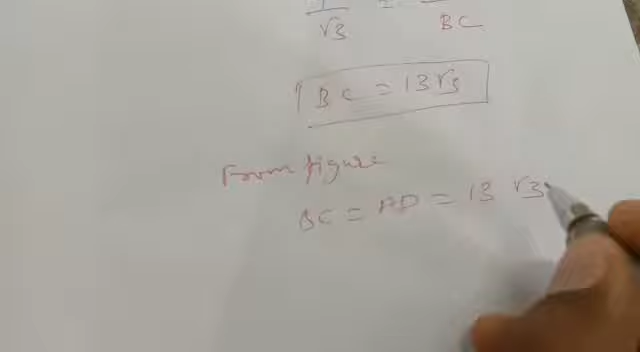 √3 = BC
BC = 13√3
From figure
BC = AD = 13 √3